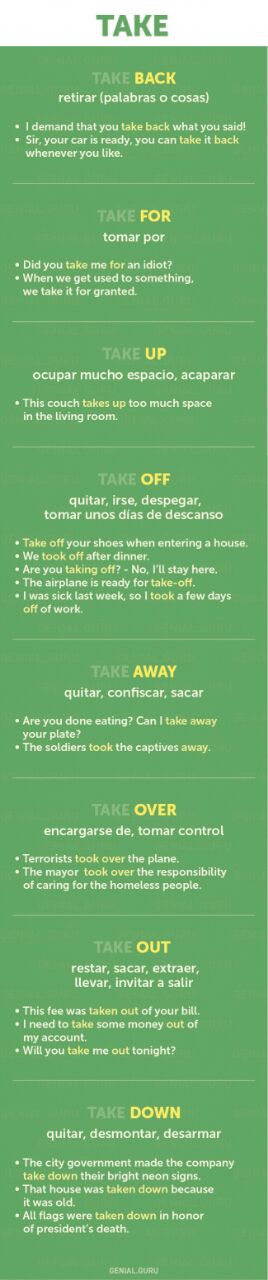 TAKE
TAKE BACK
retirar (palabras o cosas)
• I demand that you take back what you said!
• Sir, your car is ready, you can take it back
whenever you like.
TAKE FOR
tomar por
• Did you take me for an idiot?
• When we get used to something,
we take it for granted.
TAKE UP
ocupar mucho espacio, acaparar
• This couch takes up too much space
in the living room.
TAKE OFF
quitar, irse, despegar,
tomar unos días de descanso
• Take off your shoes when entering a house.
• We took off after dinner.
• Are you taking off? - No, I'll stay here.
• The airplane is ready for take-off.
• I was sick last week, so I took a few days
off of work.
TAKE AWAY
quitar, confiscar, sacar
• Are you done eating? Can I take away
your plate?
• The soldiers took the captives away.
TAKE OVER
encargarse de, tomar control
• Terrorists took over the plane.
• The mayor took over the responsibility
of caring for the homeless people.
TAKE OUT
restar, sacar, extraer,
llevar, invitar a salir
• This fee was taken out of your bill.
• I need to take some money out of
my account.
• Will you take me out tonight?
TAKE DOWN
quitar, desmontar, desarmar
• The city government made the company
take down their bright neon signs.
• That house was taken down because
it was old.
• All flags were taken down in honor
of president's death.
GENIAL.GURU